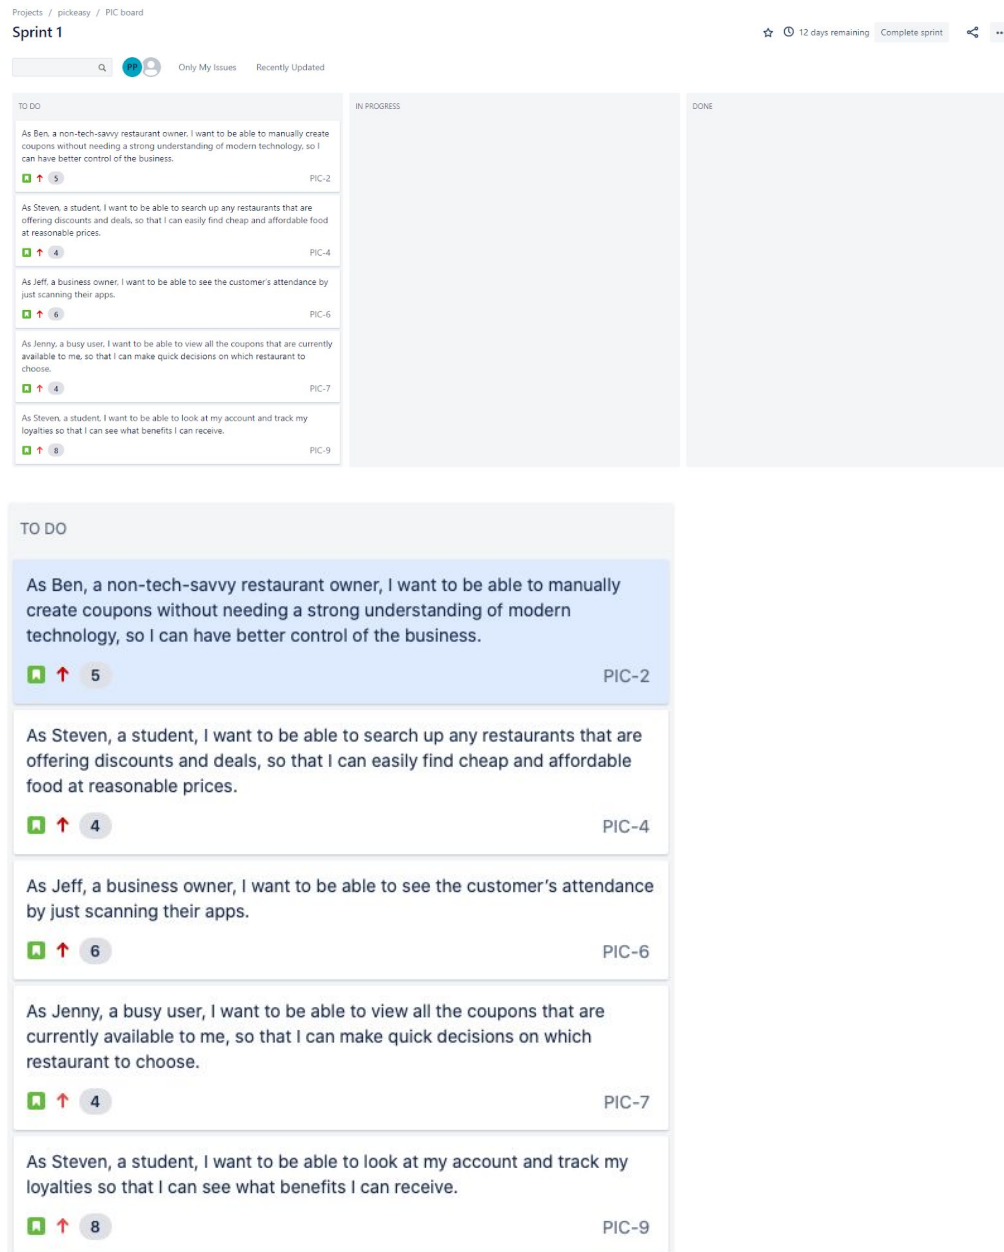 Projects / pickeasy / PIC board
Sprint 1
12 days remaining Complete sprint
PP Only My Issues Recently Updated
TO DO
As Ben, a non-tech-savvy restaurant owner, I want to be able to manually create
coupons without needing a strong understanding of modern technology, so I
can have better control of the business.
5 PIC-2
As Steven, a student, I want to be able to search up any restaurants that are
offering discounts and deals, so that I can easily find cheap and affordable food
at reasonable prices.
4 PIC-4
As Jeff, a business owner, I want to be able to see the customer's attendance by
just scanning their apps.
6 PIC-6
As Jenny, a busy user, I want to be able to view all the coupons that are currently
available to me, so that I can make quick decisions on which restaurant to
choose.
4 PIC-7
As Steven, a student, I want to be able to look at my account and track my
loyalties so that I can see what benefits I can receive.
8 PIC-9
IN PROGRESS
DONE
TO DO
As Ben, a non-tech-savvy restaurant owner, I want to be able to manually
create coupons without needing a strong understanding of modern
technology, so I can have better control of the business.
5 PIC-2
As Steven, a student, I want to be able to search up any restaurants that are
offering discounts and deals, so that I can easily find cheap and affordable
food at reasonable prices.
4 PIC-4
As Jeff, a business owner, I want to be able to see the customer's attendance
by just scanning their apps.
6 PIC-6
As Jenny, a busy user, I want to be able to view all the coupons that are
currently available to me, so that I can make quick decisions on which
restaurant to choose.
4 PIC-7
As Steven, a student, I want to be able to look at my account and track my
loyalties so that I can see what benefits I can receive.
8 PIC-9